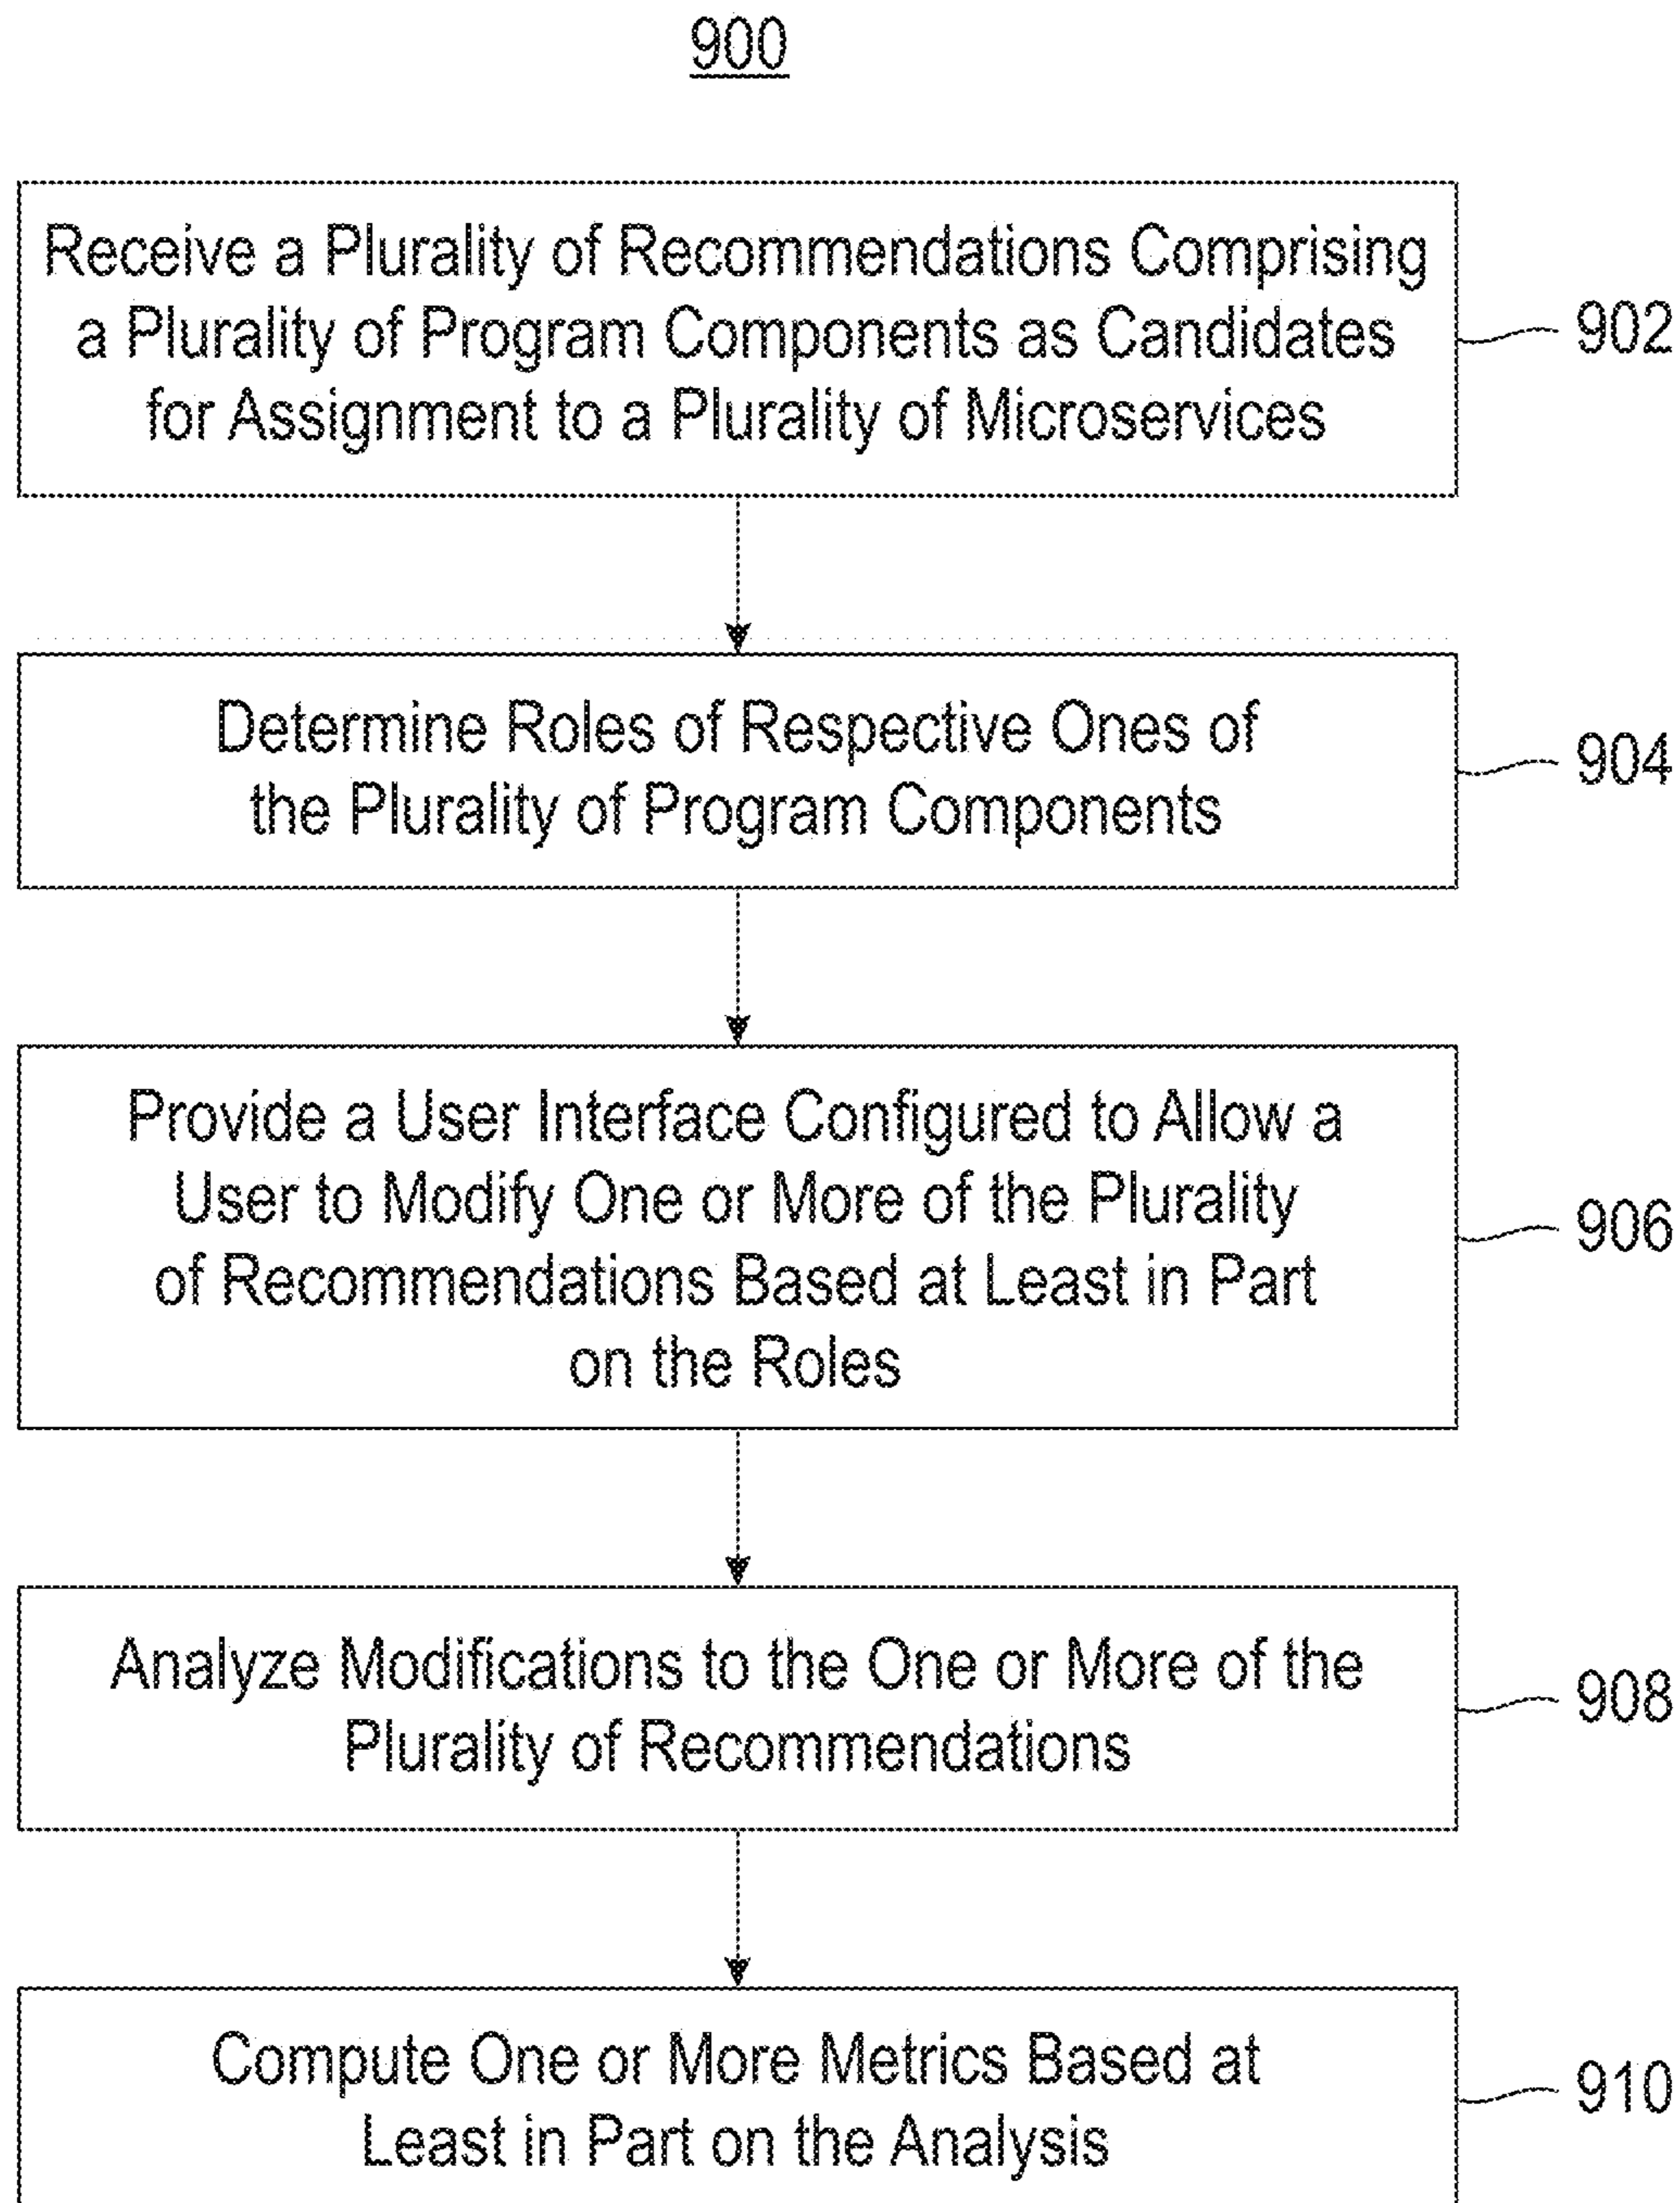 900
Receive a Plurality of Recommendations Comprising
a Plurality of Program Components as Candidates
for Assignment to a Plurality of Microservices
902
Determine Roles of Respective Ones of
the Plurality of Program Components
904
Provide a User Interface Configured to Allow a
User to Modify One or More of the Plurality
of Recommendations Based at Least in Part
on the Roles
906
Analyze Modifications to the One or More of the
Plurality of Recommendations
908
Compute One or More Metrics Based at
Least in Part on the Analysis
910